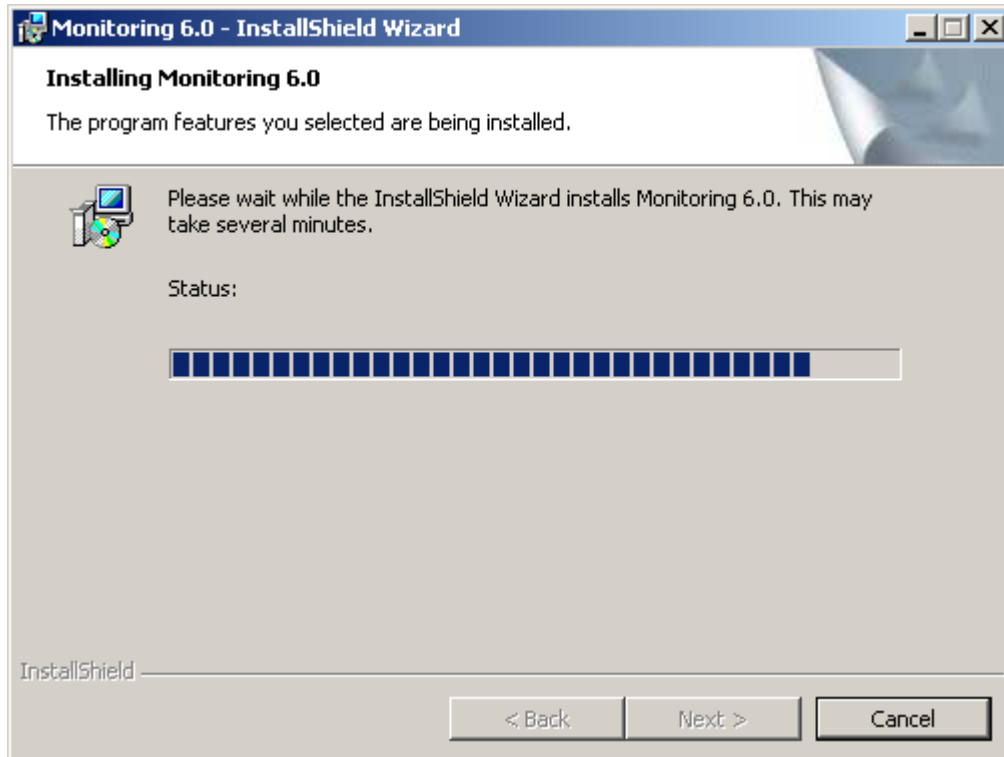 Monitoring 6.0 - InstallShield Wizard
Installing Monitoring 6.0
The program features you selected are being installed.
Please wait while the InstallShield Wizard installs Monitoring 6.0. This may
take several minutes.
Status:
InstallShield
< Back
Next >
Cancel